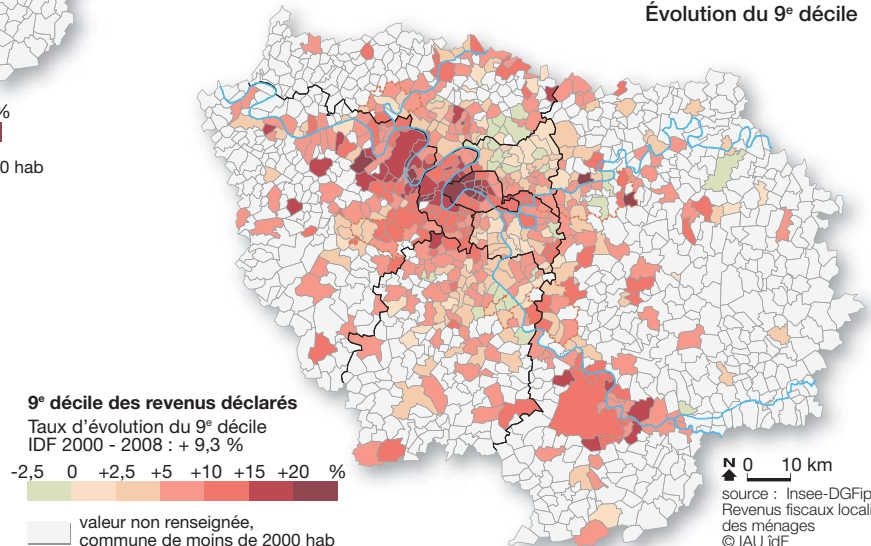 Évolution du 9e décile
%
0 hab
9e décile des revenus déclarés
Taux d'évolution du 9e décile
IDF 2000 - 2008 : + 9,3 %
-2,5 0 +2,5 +5 +10 +15 +20 %
valeur non renseignée,
commune de moins de 2000 hab
N 0 10 km
source : Insee-DGFip
Revenus fiscaux locali
des ménages
© IAU îdF